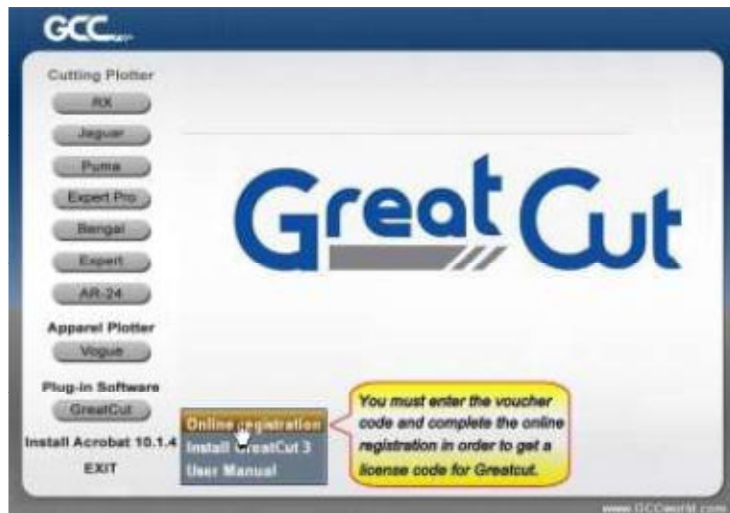 GCC
Cutting Plotter
RX
Jaguar
Puma
Expert Pro
Bengal
Expert
AR-24
Apparel Plotter
Vogue
Plug-in Software
GreatCut
Install Acrobat 10.1.4
EXIT
Great Cut
Online registration
Install GreatCut 3
User Manual
You must enter the voucher
code and complete the online
registration in order to get a
license code for Greatcut.
www.GCCworld.com